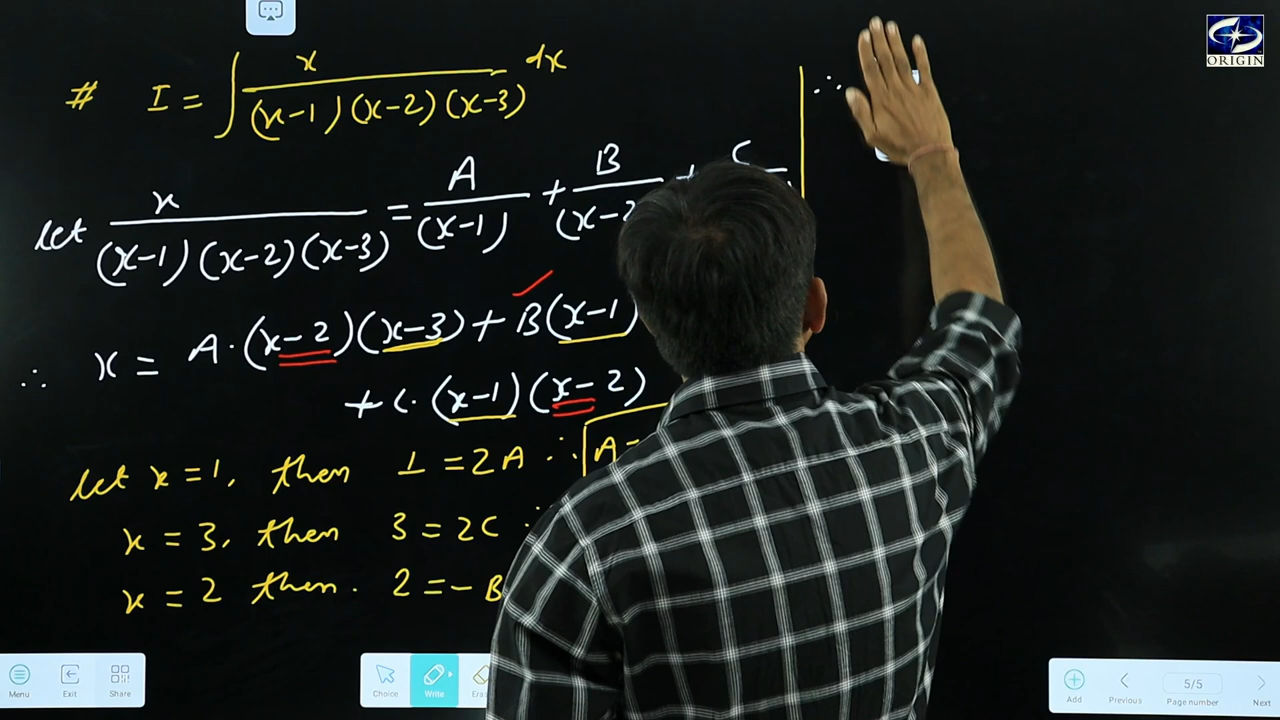 # I = ∫ x / (x-1)(x-2)(x-3) dx
ORIGIN
∴
let x / (x-1)(x-2)(x-3) = A / (x-1) + B / (x-2 + C
∴ x = A·(x-2)(x-3) + B(x-1)
+ C·(x-1)(x-2)
let x=1, then 1 = 2A ∴ A =
x = 3, then 3 = 2C ∴
x = 2 then. 2 = - B
Menu Exit Share Choice Write Eras Add Previous 5/5 Page number Next